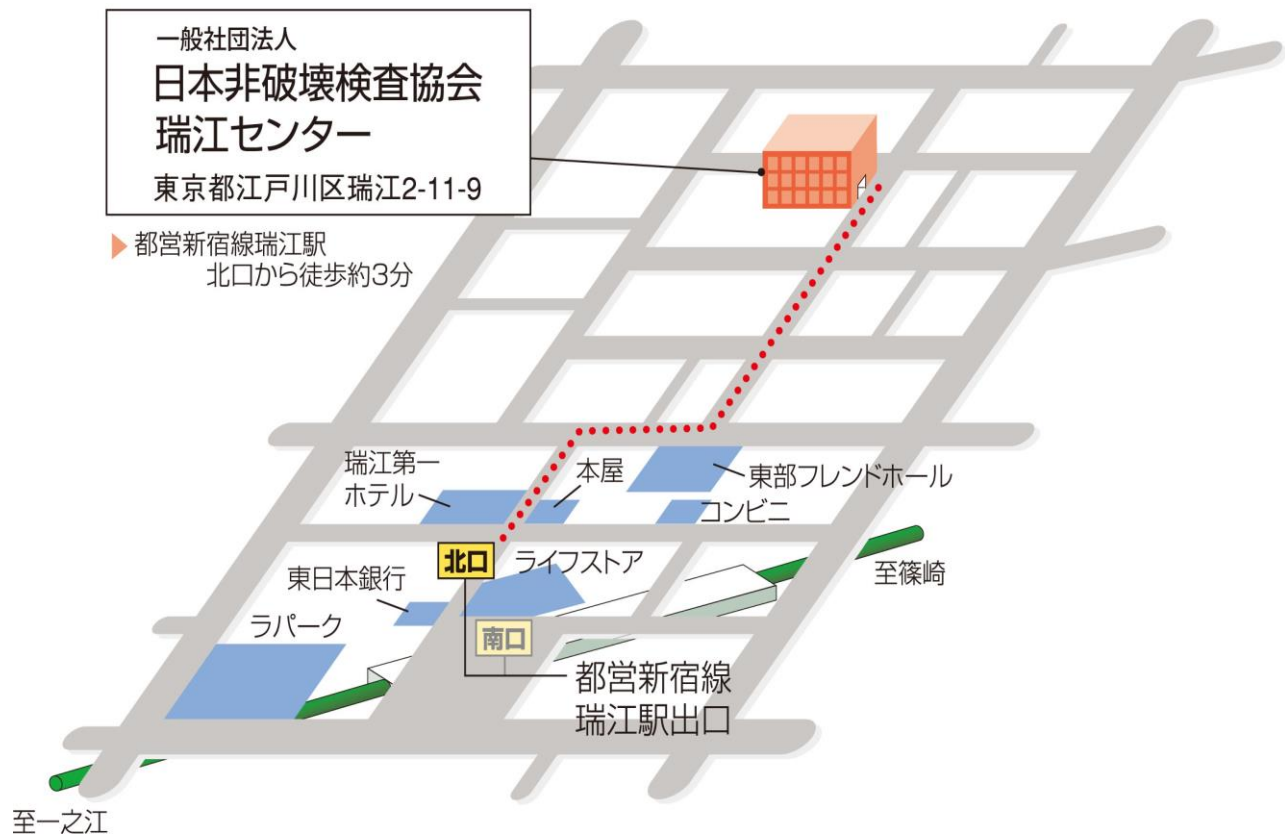 一般社団法人
日本非破壊検査協会
瑞江センター
東京都江戸川区瑞江2-11-9
都営新宿線瑞江駅
北口から徒歩約3分
瑞江第一
ホテル
本屋
東部フレンドホール
コンビニ
北口
ライフストア
東日本銀行
至篠崎
ラパーク
南口
都営新宿線
瑞江駅出口
至一之江